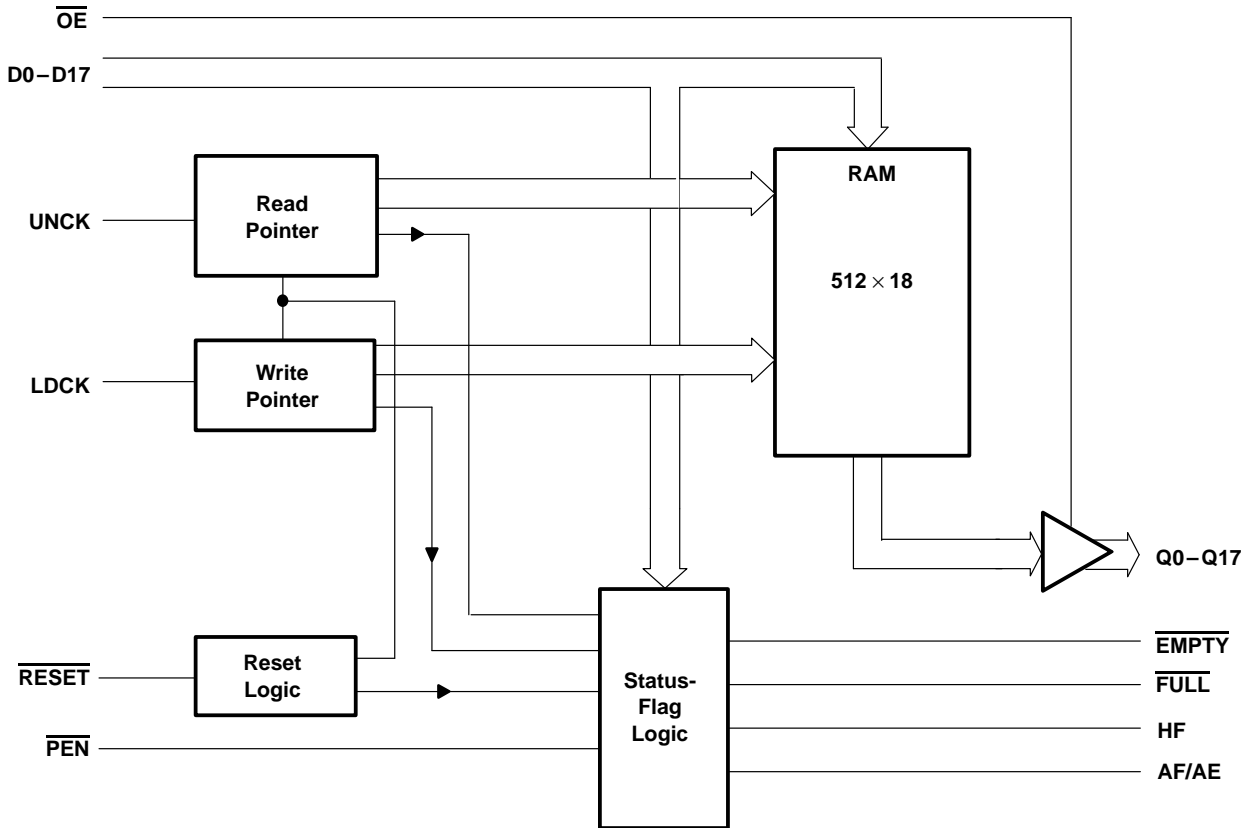 OE
D0–D17
RAM
Read
Pointer
UNCK
512 × 18
Write
Pointer
LDCK
Q0–Q17
Reset
Logic
RESET
PEN
Status-
Flag
Logic
EMPTY
FULL
HF
AF/AE